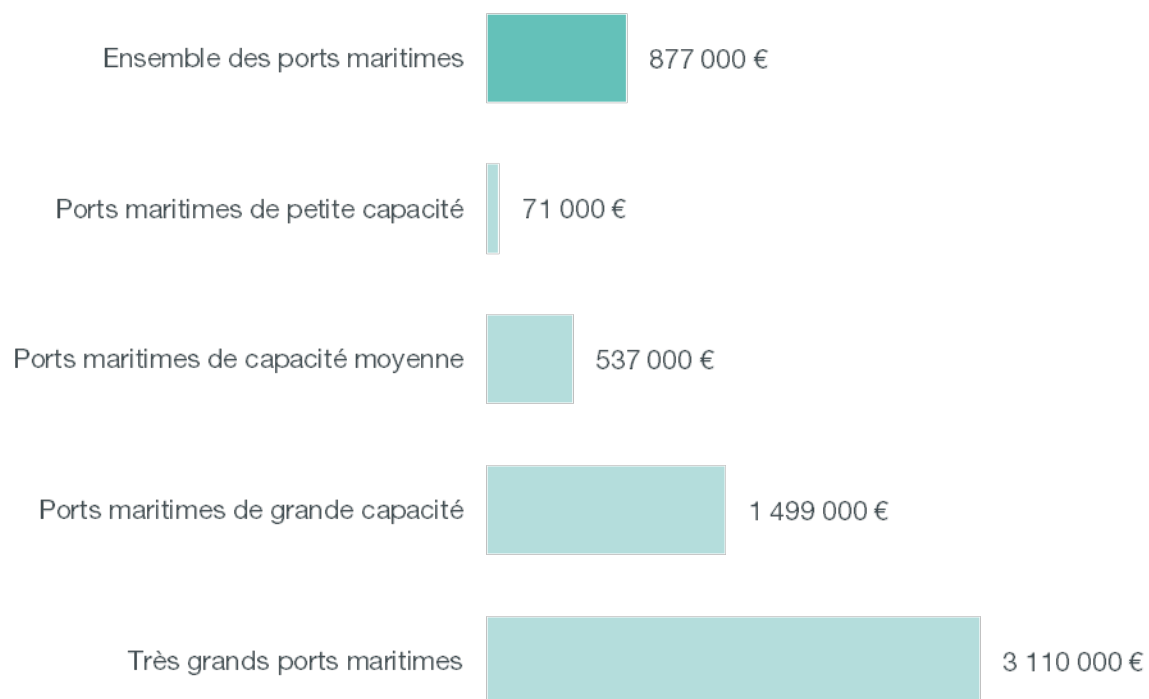 Ensemble des ports maritimes 877 000 €
Ports maritimes de petite capacité 71 000 €
Ports maritimes de capacité moyenne 537 000 €
Ports maritimes de grande capacité 1 499 000 €
Très grands ports maritimes 3 110 000 €